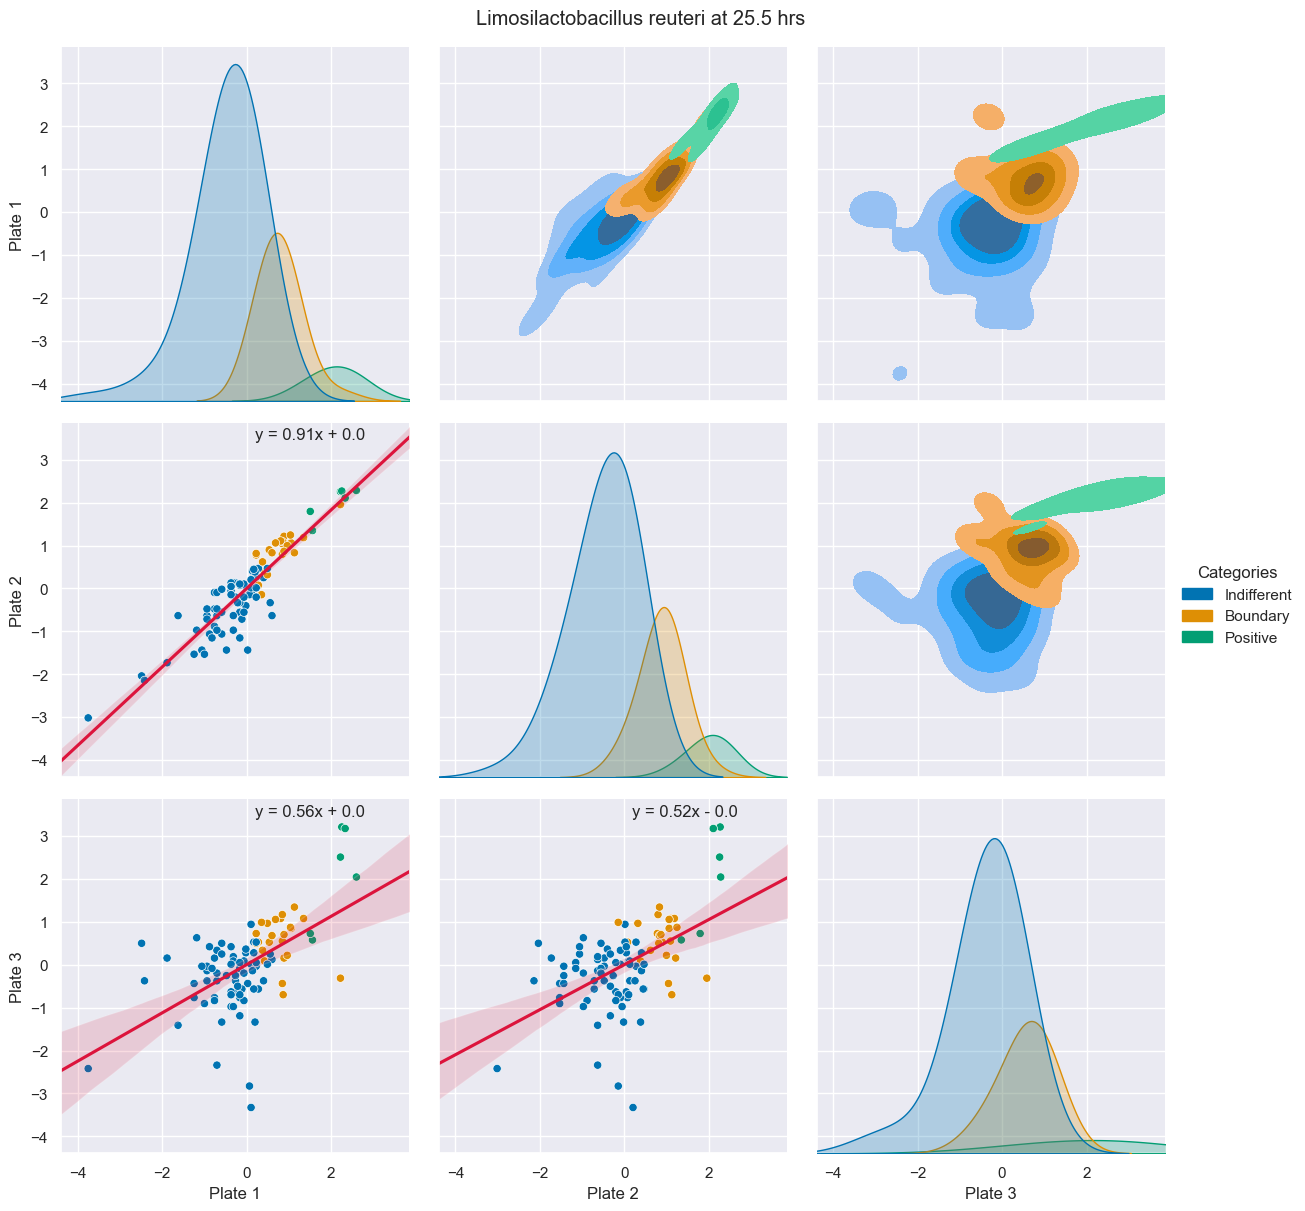 Limosilactobacillus reuteri at 25.5 hrs
3
2
1
0
−1
−2
−3
−4
Plate 1
y = 0.91x + 0.0
3
2
1
0
−1
−2
−3
−4
Plate 2
Categories
Indifferent
Boundary
Positive
y = 0.56x + 0.0
y = 0.52x - 0.0
3
2
1
0
−1
−2
−3
−4
Plate 3
−4 −2 0 2
−4 −2 0 2
−4 −2 0 2
Plate 1
Plate 2
Plate 3